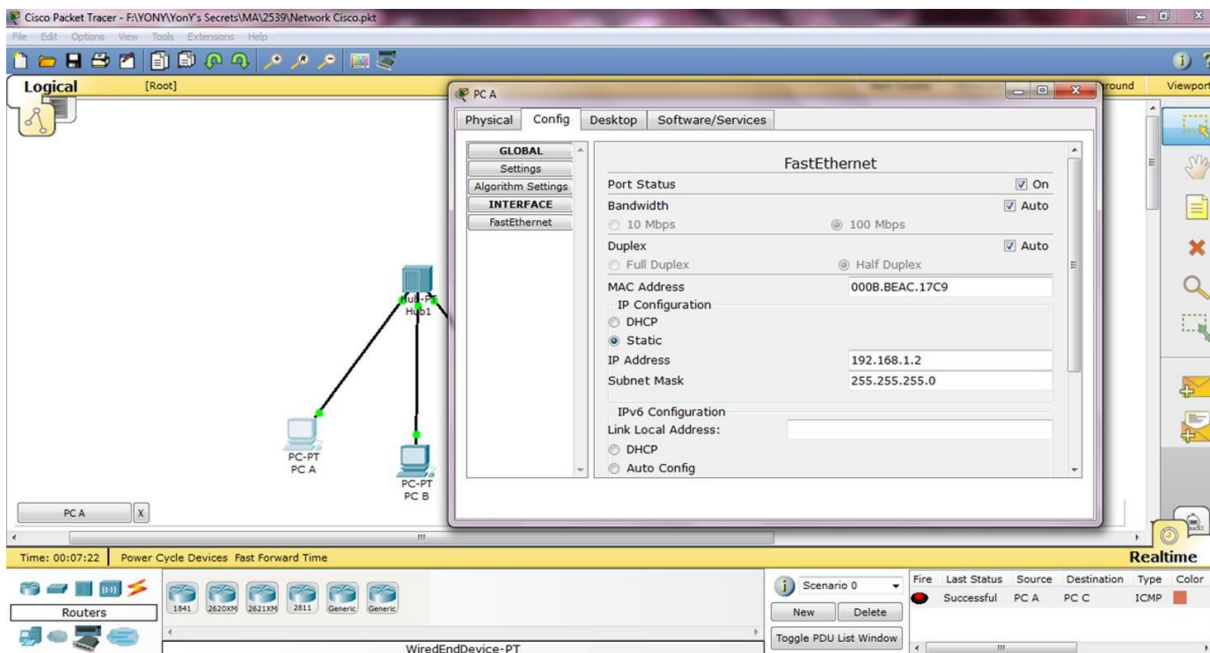 Cisco Packet Tracer - F:\YONY\YonY's Secrets\MA\2539\Network Cisco.pkt
File Edit Options View Tools Extensions Help
Logical [Root] Viewport
PC A
Physical Config Desktop Software/Services
GLOBAL
Settings
Algorithm Settings
INTERFACE
FastEthernet
FastEthernet
Port Status On
Bandwidth Auto
10 Mbps 100 Mbps
Duplex Auto
Full Duplex Half Duplex
MAC Address 000B.BEAC.17C9
IP Configuration
DHCP
Static
IP Address 192.168.1.2
Subnet Mask 255.255.255.0
IPv6 Configuration
Link Local Address:
DHCP
Auto Config
Hub-PT
Hub1
PC-PT
PC A
PC-PT
PC B
PC A X
Time: 00:07:22 Power Cycle Devices Fast Forward Time Realtime
Routers
1841 2620XM 2621XM 2811 Generic Generic
WiredEndDevice-PT
Scenario 0
New Delete
Toggle PDU List Window
Fire Last Status Source Destination Type Color
Successful PC A PC C ICMP